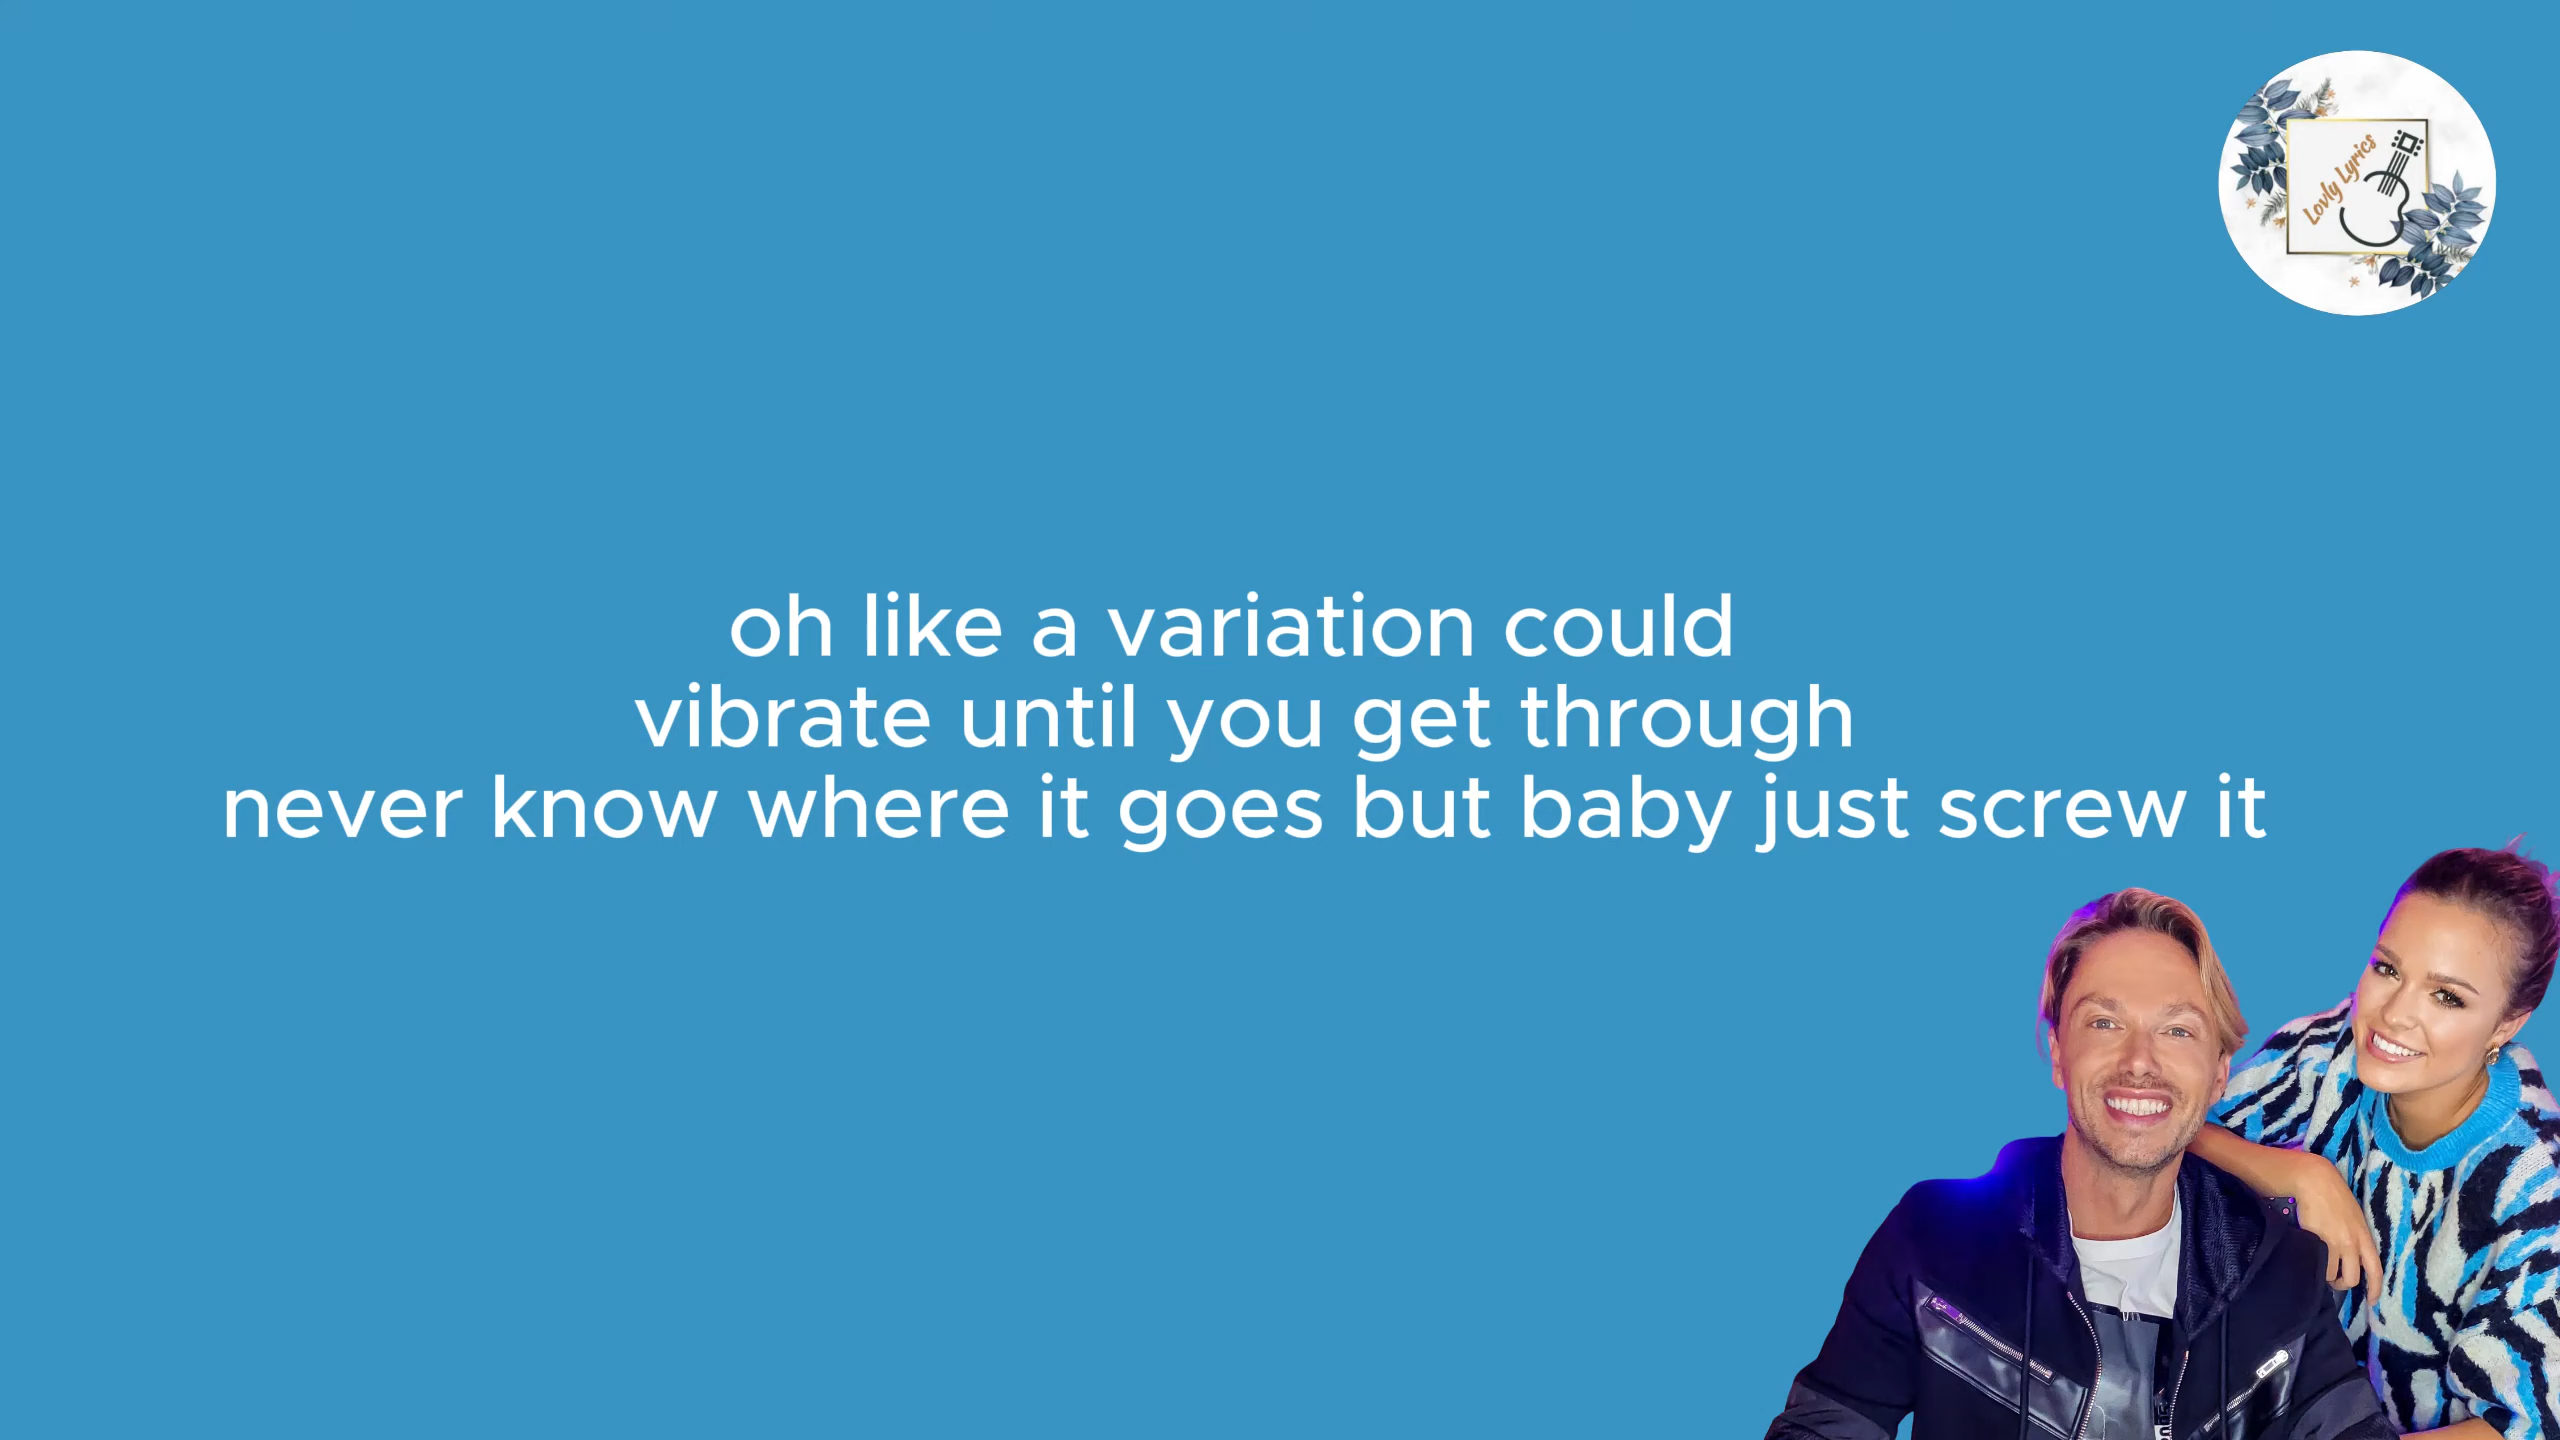 Lovly Lyrics
oh like a variation could
vibrate until you get through
never know where it goes but baby just screw it